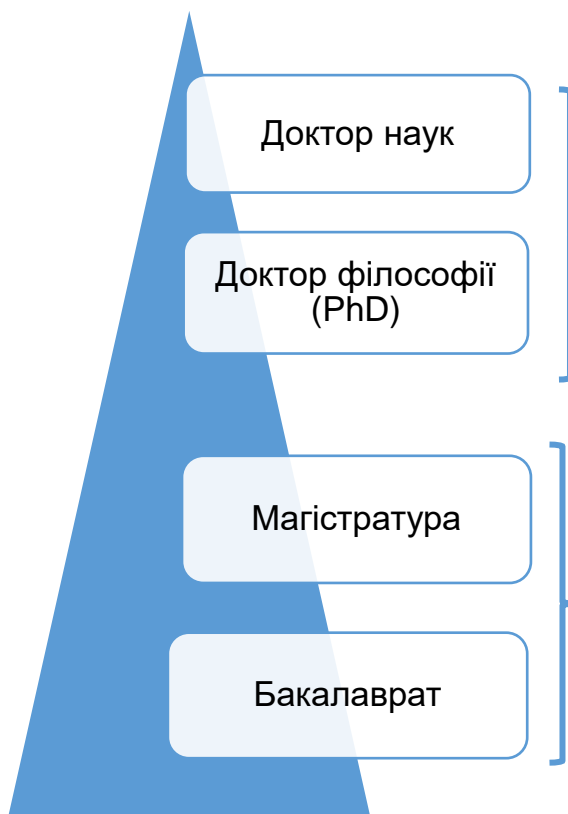 Доктор наук
Доктор філософії
(PhD)
Магістратура
Бакалаврат